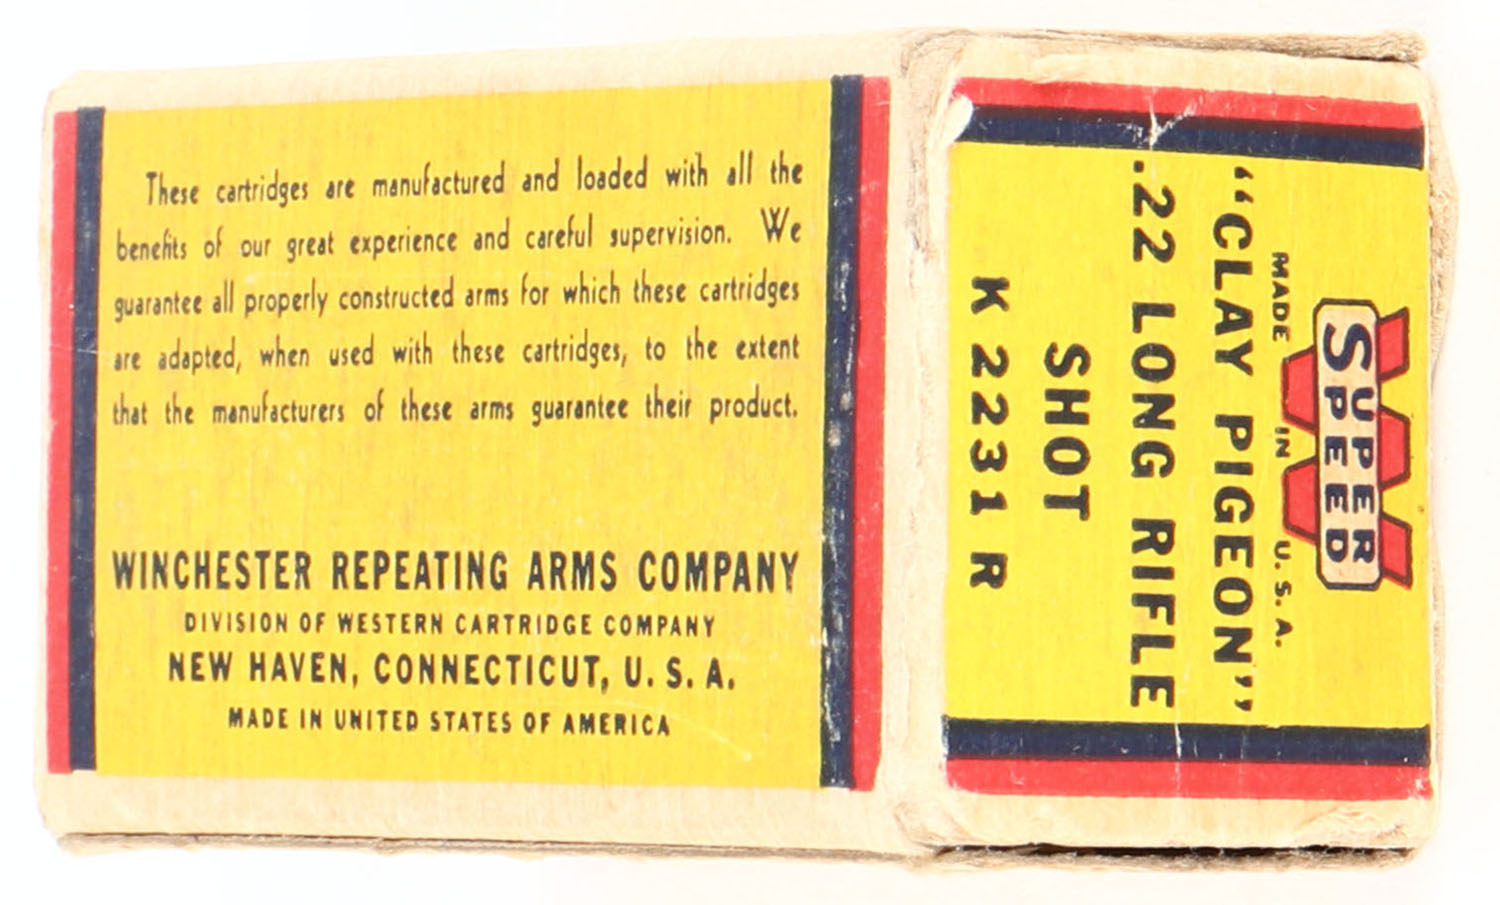 These cartridges are manufactured and loaded with all the
benefits of our great experience and careful supervision. We
guarantee all properly constructed arms for which these cartridges
are adapted, when used with these cartridges, to the extent
that the manufacturers of these arms guarantee their product.
WINCHESTER REPEATING ARMS COMPANY
DIVISION OF WESTERN CARTRIDGE COMPANY
NEW HAVEN, CONNECTICUT, U. S. A.
MADE IN UNITED STATES OF AMERICA
W
SUPER
SPEED
MADE IN U. S. A.
"CLAY PIGEON"
.22 LONG RIFLE
SHOT
K 2231 R